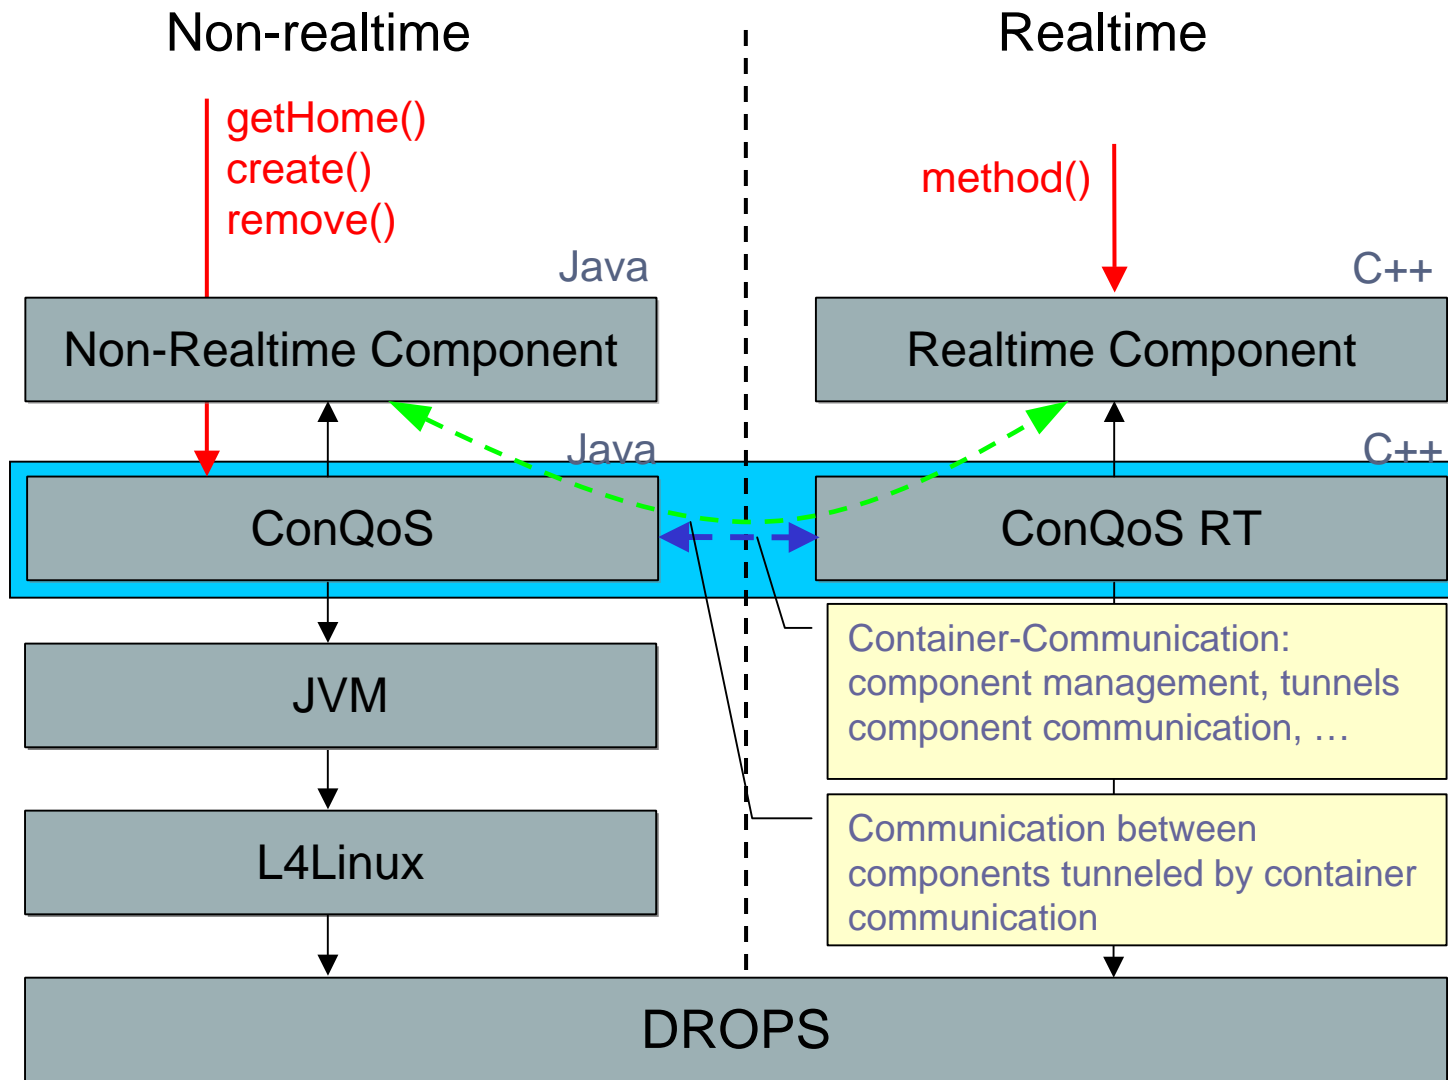 Non-realtime
Realtime
getHome()
create()
remove()
method()
Java
C++
Non-Realtime Component
Realtime Component
Java
C++
ConQoS
ConQoS RT
Container-Communication:
component management, tunnels
component communication, …
JVM
Communication between
components tunneled by container
communication
L4Linux
DROPS